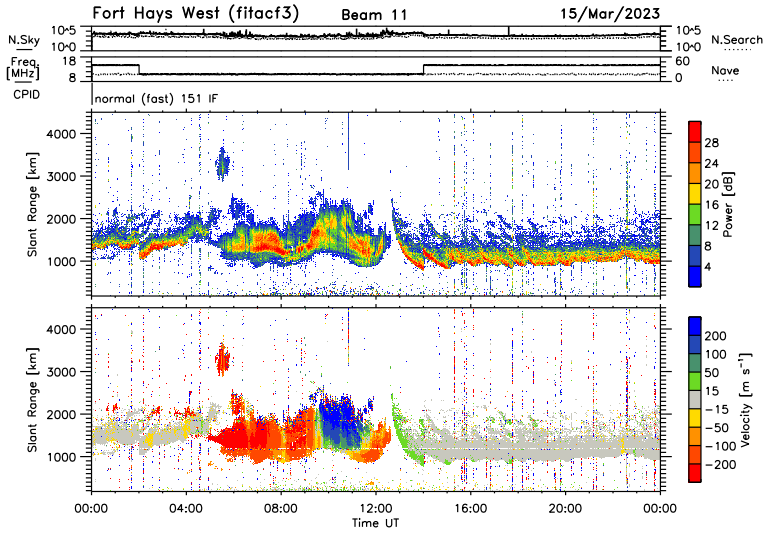 Fort Hays West (fitacf3) Beam 11 15/Mar/2023
N.Sky 10^5 10^0 10^5 10^0 N.Search
Freq. [MHz] 18 8 60 0 Nave
CPID normal (fast) 151 IF
Slant Range [km] 4000 3000 2000 1000
Power [dB] 28 24 20 16 12 8 4
Slant Range [km] 4000 3000 2000 1000
Velocity [m s⁻¹] 200 100 50 15 −15 −50 −100 −200
00:00 04:00 08:00 12:00 16:00 20:00 00:00
Time UT